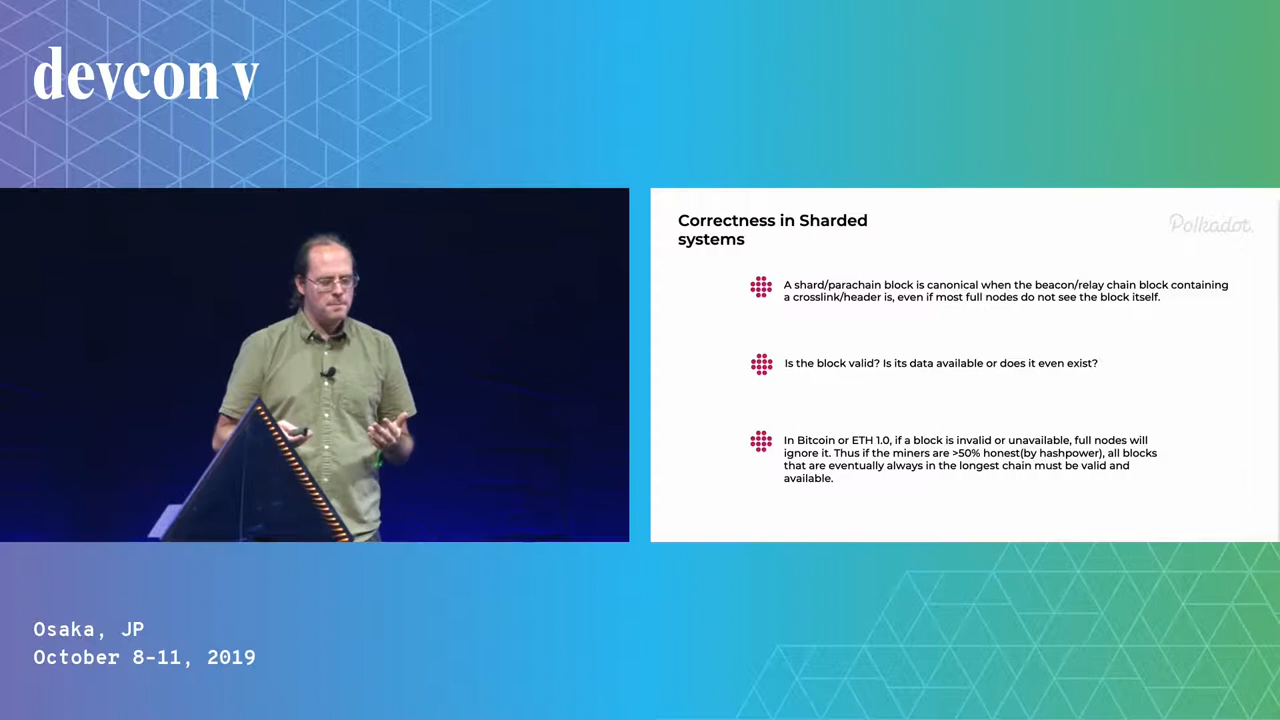 devcon v
Correctness in Sharded
systems
Polkadot.
A shard/parachain block is canonical when the beacon/relay chain block containing
a crosslink/header is, even if most full nodes do not see the block itself.
Is the block valid? Is its data available or does it even exist?
In Bitcoin or ETH 1.0, if a block is invalid or unavailable, full nodes will
ignore it. Thus if the miners are >50% honest(by hashpower), all blocks
that are eventually always in the longest chain must be valid and
available.
Osaka, JP
October 8-11, 2019